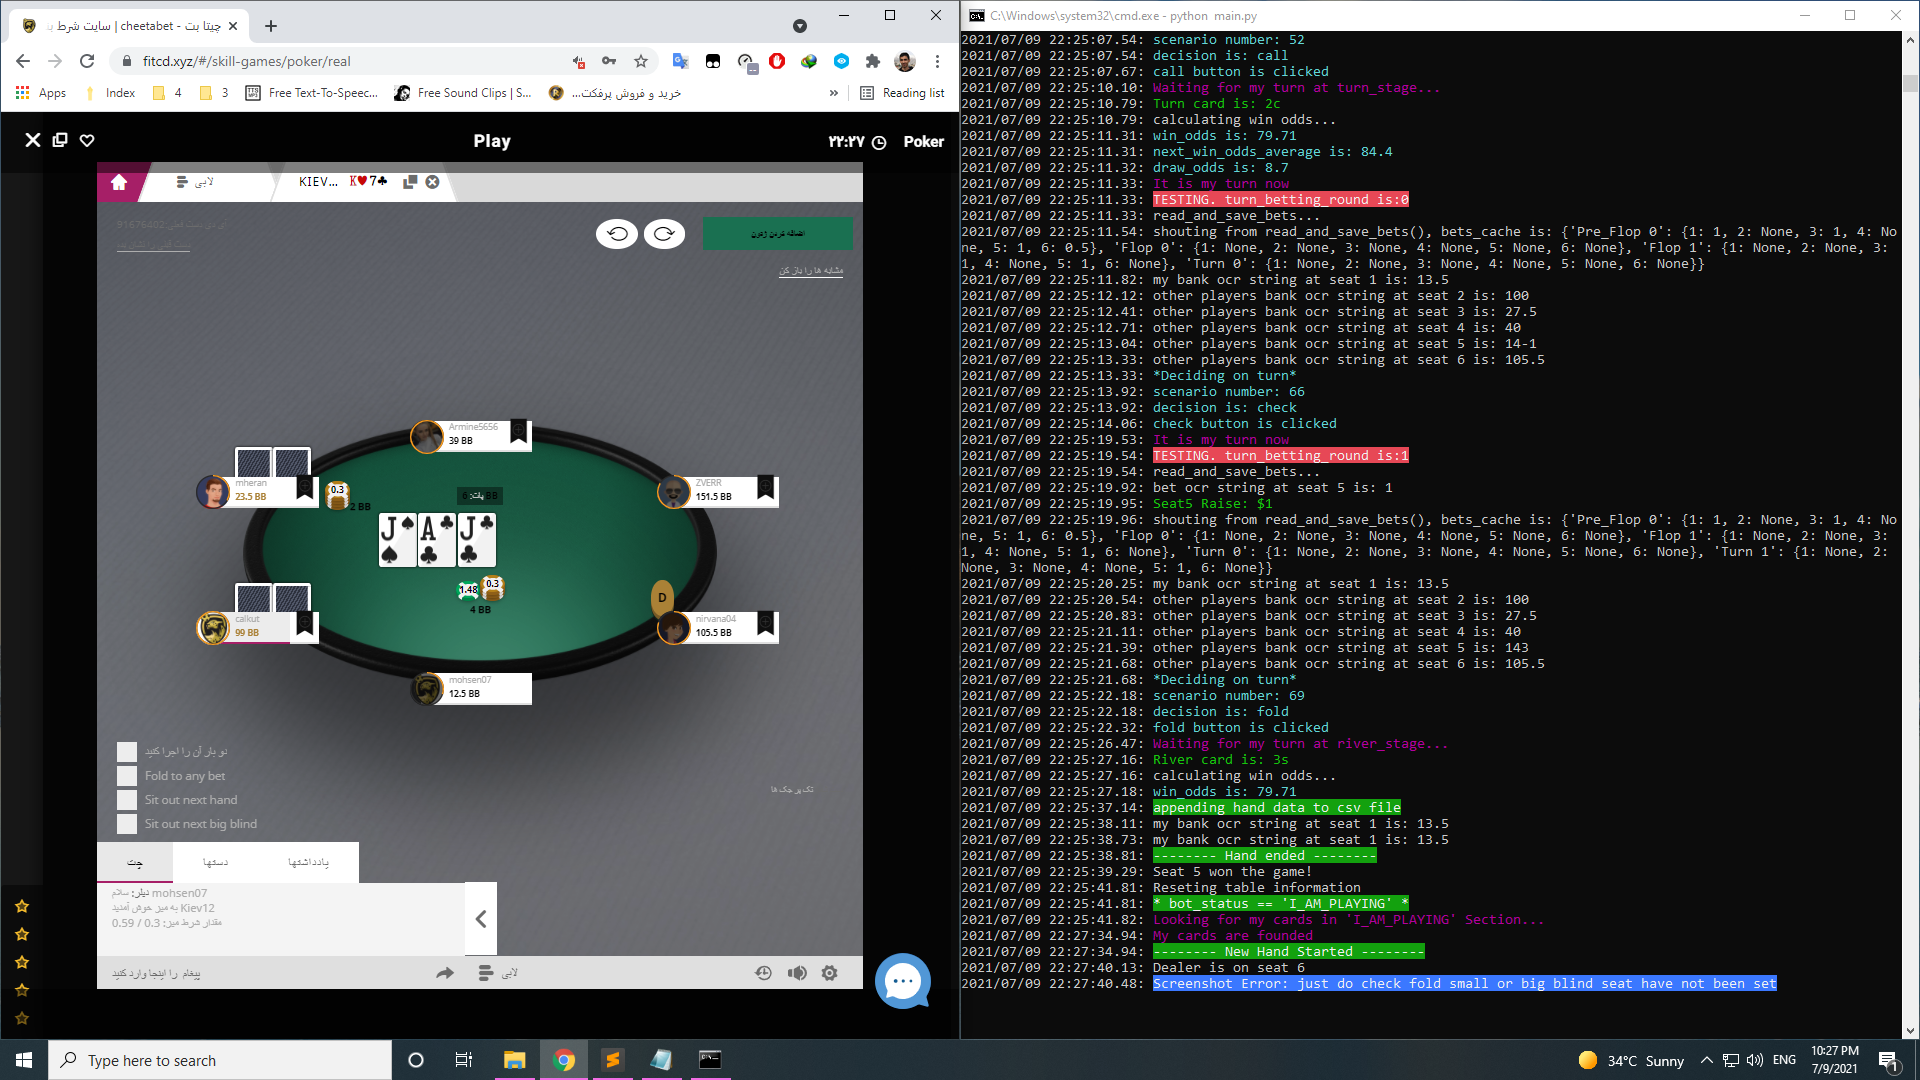 چیتا بت - cheetabet | سایت شرط ب
fitcd.xyz/#/skill-games/poker/real
Apps
Index
4
3
Free Text-To-Speec...
Free Sound Clips | S...
خرید و فروش پرفکت...
»
Reading list
Play
۲۲:۲۷
Poker
لابی
KIEV... K♥7♣
91676402
اضافه کردن ژتون
مشابه ها را باز کن
Armine5656
39 BB
mheran
23.5 BB
0.3
2 BB
پات: 6 BB
ZVERR
151.5 BB
J A J
1.48 0.3
4 BB
D
calkut
99 BB
nirvana04
105.5 BB
mohsen07
12.5 BB
دو بار آن را اجرا کنید
Fold to any bet
Sit out next hand
Sit out next big blind
تک پر جک ها
چت
دستها
یادداشتها
دیلر: سلام mohsen07
به میز خوش آمدید Kiev12
مقدار شرط میز: 0.3 / 0.59
پیغام را اینجا وارد کنید
لابی
C:\Windows\system32\cmd.exe - python main.py
2021/07/09 22:25:07.54: scenario number: 52
2021/07/09 22:25:07.54: decision is: call
2021/07/09 22:25:07.67: call button is clicked
2021/07/09 22:25:10.10: Waiting for my turn at turn_stage...
2021/07/09 22:25:10.79: Turn card is: 2c
2021/07/09 22:25:10.79: calculating win odds...
2021/07/09 22:25:11.31: win_odds is: 79.71
2021/07/09 22:25:11.31: next_win_odds_average is: 84.4
2021/07/09 22:25:11.32: draw_odds is: 8.7
2021/07/09 22:25:11.33: It is my turn now
2021/07/09 22:25:11.33: TESTING. turn_betting_round is:0
2021/07/09 22:25:11.33: read_and_save_bets...
2021/07/09 22:25:11.54: shouting from read_and_save_bets(), bets_cache is: {'Pre_Flop 0': {1: 1, 2: None, 3: 1, 4: No
ne, 5: 1, 6: 0.5}, 'Flop 0': {1: None, 2: None, 3: None, 4: None, 5: None, 6: None}, 'Flop 1': {1: None, 2: None, 3:
1, 4: None, 5: 1, 6: None}, 'Turn 0': {1: None, 2: None, 3: None, 4: None, 5: None, 6: None}}
2021/07/09 22:25:11.82: my bank ocr string at seat 1 is: 13.5
2021/07/09 22:25:12.12: other players bank ocr string at seat 2 is: 100
2021/07/09 22:25:12.41: other players bank ocr string at seat 3 is: 27.5
2021/07/09 22:25:12.71: other players bank ocr string at seat 4 is: 40
2021/07/09 22:25:13.04: other players bank ocr string at seat 5 is: 14-1
2021/07/09 22:25:13.33: other players bank ocr string at seat 6 is: 105.5
2021/07/09 22:25:13.33: *Deciding on turn*
2021/07/09 22:25:13.92: scenario number: 66
2021/07/09 22:25:13.92: decision is: check
2021/07/09 22:25:14.06: check button is clicked
2021/07/09 22:25:19.53: It is my turn now
2021/07/09 22:25:19.54: TESTING. turn_betting_round is:1
2021/07/09 22:25:19.54: read_and_save_bets...
2021/07/09 22:25:19.92: bet ocr string at seat 5 is: 1
2021/07/09 22:25:19.95: Seat5 Raise: $1
2021/07/09 22:25:19.96: shouting from read_and_save_bets(), bets_cache is: {'Pre_Flop 0': {1: 1, 2: None, 3: 1, 4: No
ne, 5: 1, 6: 0.5}, 'Flop 0': {1: None, 2: None, 3: None, 4: None, 5: None, 6: None}, 'Flop 1': {1: None, 2: None, 3:
1, 4: None, 5: 1, 6: None}, 'Turn 0': {1: None, 2: None, 3: None, 4: None, 5: None, 6: None}, 'Turn 1': {1: None, 2:
None, 3: None, 4: None, 5: 1, 6: None}}
2021/07/09 22:25:20.25: my bank ocr string at seat 1 is: 13.5
2021/07/09 22:25:20.54: other players bank ocr string at seat 2 is: 100
2021/07/09 22:25:20.83: other players bank ocr string at seat 3 is: 27.5
2021/07/09 22:25:21.11: other players bank ocr string at seat 4 is: 40
2021/07/09 22:25:21.39: other players bank ocr string at seat 5 is: 143
2021/07/09 22:25:21.68: other players bank ocr string at seat 6 is: 105.5
2021/07/09 22:25:21.68: *Deciding on turn*
2021/07/09 22:25:22.18: scenario number: 69
2021/07/09 22:25:22.18: decision is: fold
2021/07/09 22:25:22.32: fold button is clicked
2021/07/09 22:25:26.47: Waiting for my turn at river_stage...
2021/07/09 22:25:27.16: River card is: 3s
2021/07/09 22:25:27.16: calculating win odds...
2021/07/09 22:25:27.18: win_odds is: 79.71
2021/07/09 22:25:37.14: appending hand data to csv file
2021/07/09 22:25:38.11: my bank ocr string at seat 1 is: 13.5
2021/07/09 22:25:38.73: my bank ocr string at seat 1 is: 13.5
2021/07/09 22:25:38.81: -------- Hand ended --------
2021/07/09 22:25:39.29: Seat 5 won the game!
2021/07/09 22:25:41.81: Reseting table information
2021/07/09 22:25:41.81: * bot_status == 'I_AM_PLAYING' *
2021/07/09 22:25:41.82: Looking for my cards in 'I_AM_PLAYING' Section...
2021/07/09 22:27:34.94: My cards are founded
2021/07/09 22:27:34.94: -------- New Hand Started --------
2021/07/09 22:27:40.13: Dealer is on seat 6
2021/07/09 22:27:40.48: Screenshot Error: just do check fold small or big blind seat have not been set
Type here to search
34°C Sunny
ENG
10:27 PM
7/9/2021
1